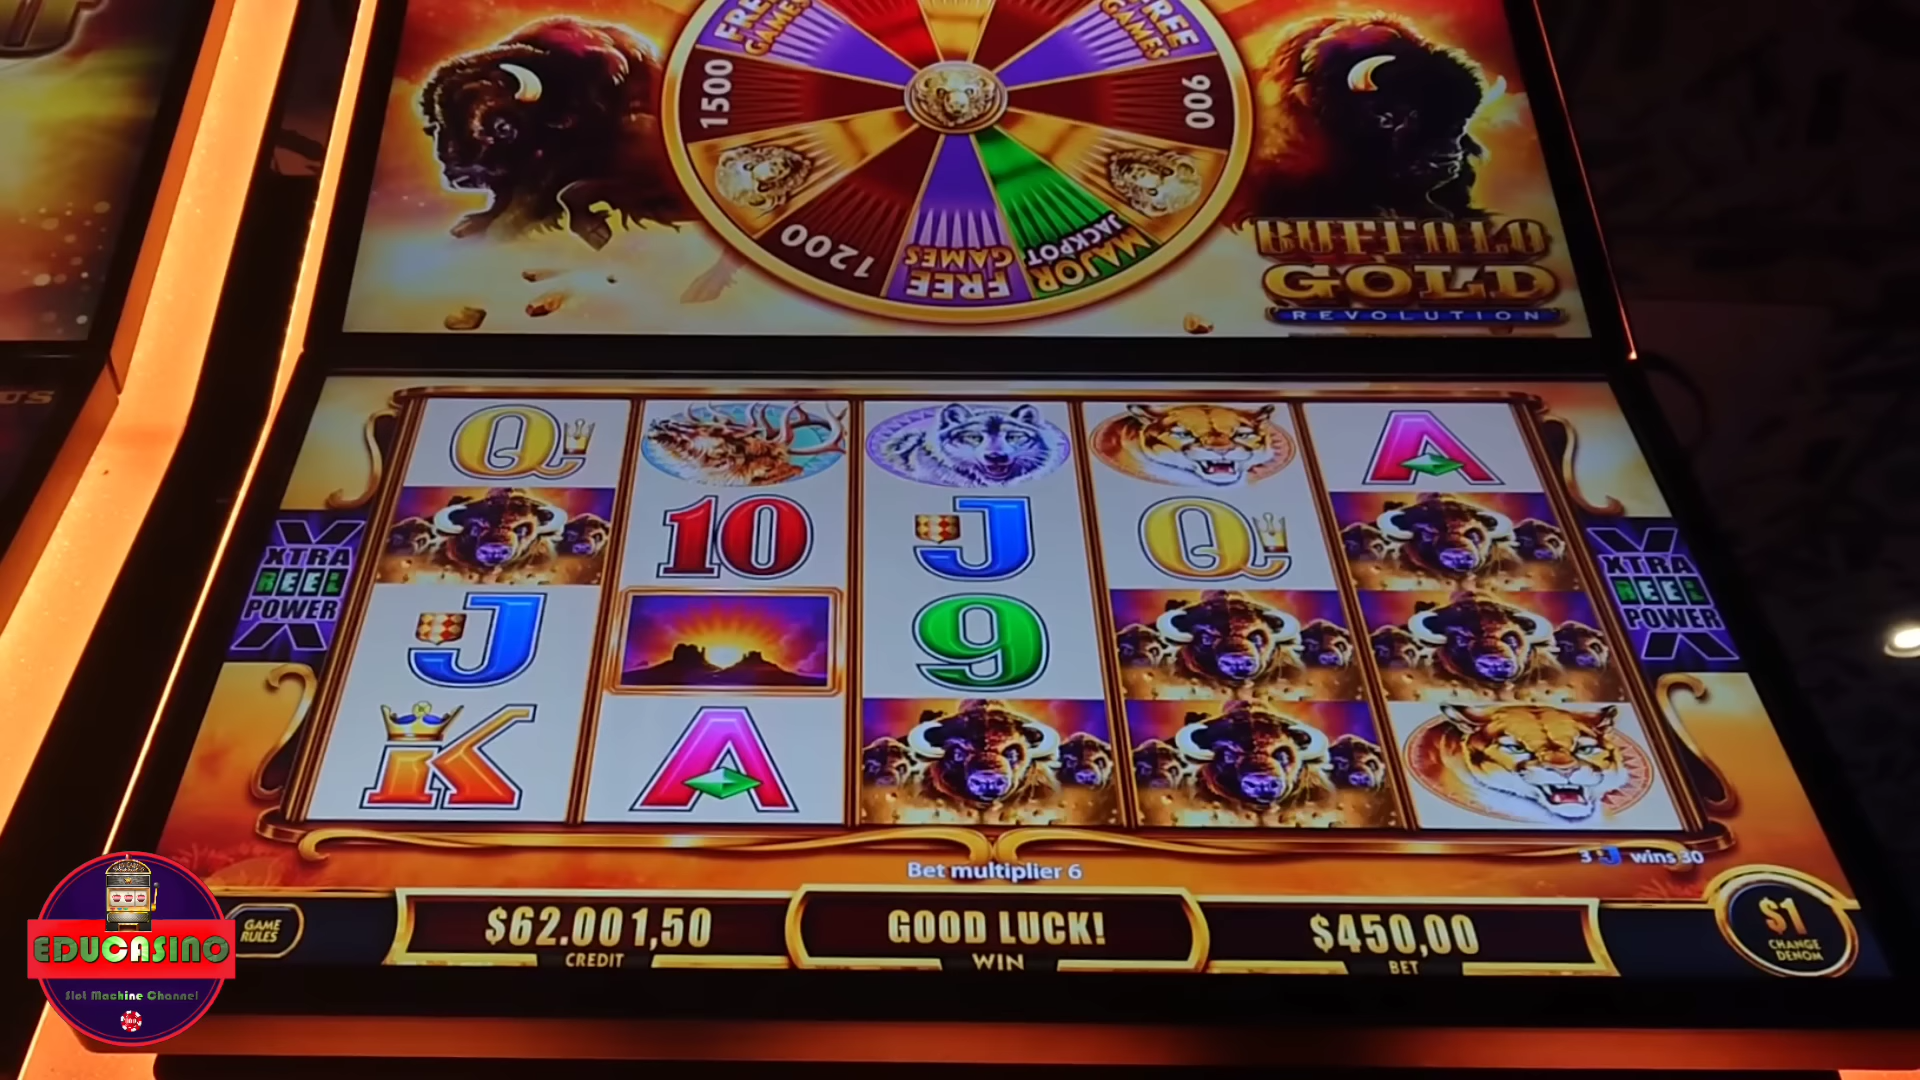 FREE
GAMES
FREE
GAMES
1500
900
1200
FREE
GAMES
MAJOR
JACKPOT
BUFFALO
GOLD
REVOLUTION
US
Q
A
10
J
Q
J
9
K
A
XTRA
REEL
POWER
XTRA
REEL
POWER
Bet multiplier 6
3 J wins 30
GAME
RULES
$62.001,50
CREDIT
GOOD LUCK!
WIN
$450,00
BET
$1
CHANGE
DENOM
EDUCASINO
Slot Machine Channel